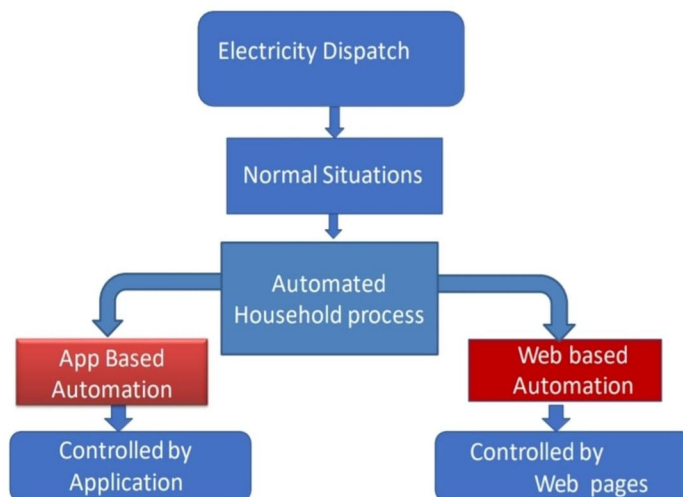 Electricity Dispatch
Normal Situations
Automated
Household process
App Based
Automation
Web based
Automation
Controlled by
Application
Controlled by
Web pages